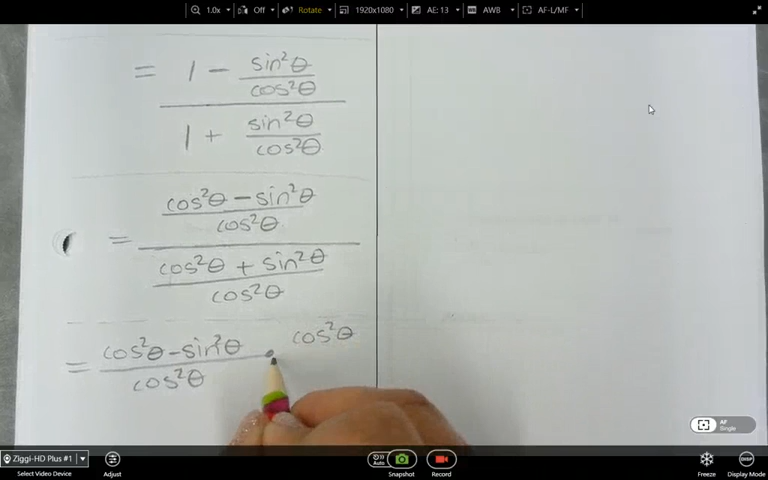 1.0x Off Rotate 1920x1080 AE: 13 AWB AF-L/MF
= 1 - sin²θ/cos²θ
1 + sin²θ/cos²θ
= cos²θ - sin²θ
cos²θ
cos²θ + sin²θ
cos²θ
= cos²θ - sin²θ · cos²θ
cos²θ
AF
Single
Ziggi-HD Plus #1
Auto
Select Video Device Adjust Snapshot Record Freeze DISP Display Mode